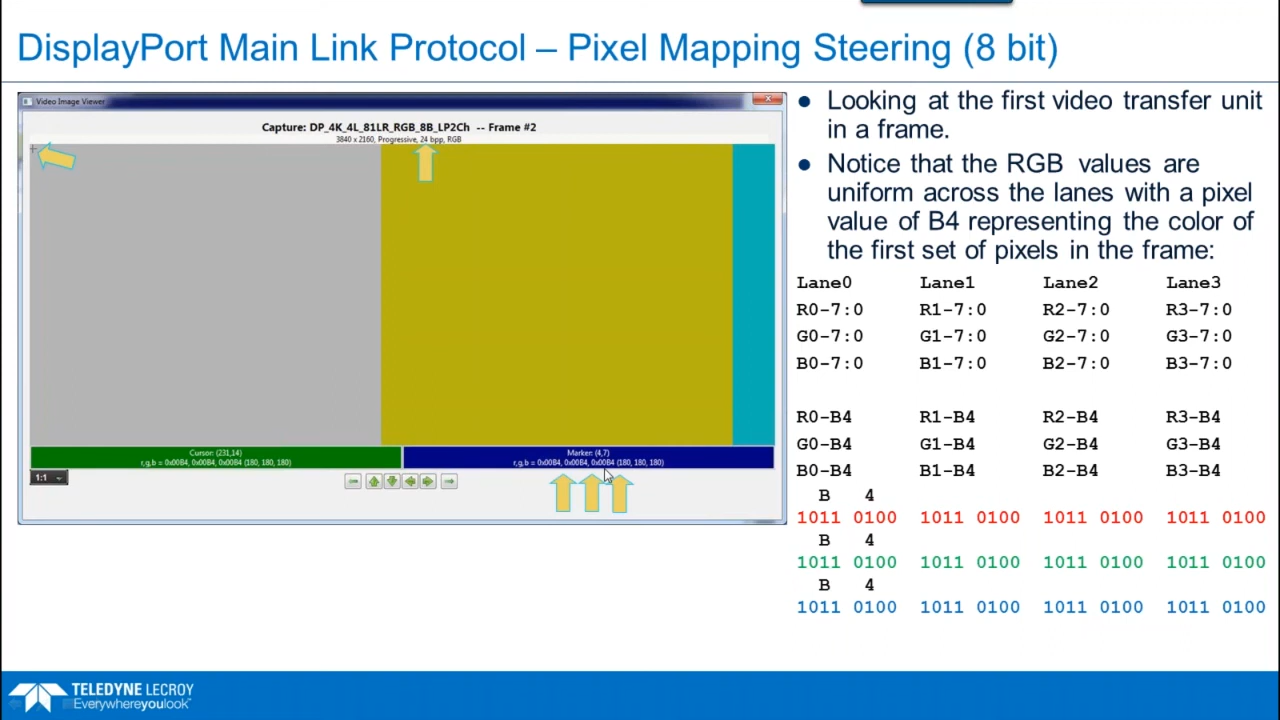 DisplayPort Main Link Protocol – Pixel Mapping Steering (8 bit)
Video Image Viewer
Capture: DP_4K_4L_81LR_RGB_8B_LP2Ch -- Frame #2
3840 x 2160, Progressive, 24 bpp, RGB
Cursor: (231,14)
r,g,b = 0x00B4, 0x00B4, 0x00B4 (180, 180, 180)
Marker: (4,7)
r,g,b = 0x00B4, 0x00B4, 0x00B4 (180, 180, 180)
1:1
● Looking at the first video transfer unit
in a frame.
● Notice that the RGB values are
uniform across the lanes with a pixel
value of B4 representing the color of
the first set of pixels in the frame:
Lane0 Lane1 Lane2 Lane3
R0-7:0 R1-7:0 R2-7:0 R3-7:0
G0-7:0 G1-7:0 G2-7:0 G3-7:0
B0-7:0 B1-7:0 B2-7:0 B3-7:0
R0-B4 R1-B4 R2-B4 R3-B4
G0-B4 G1-B4 G2-B4 G3-B4
B0-B4 B1-B4 B2-B4 B3-B4
B 4
1011 0100 1011 0100 1011 0100 1011 0100
B 4
1011 0100 1011 0100 1011 0100 1011 0100
B 4
1011 0100 1011 0100 1011 0100 1011 0100
TELEDYNE LECROY
Everywhereyoulook™